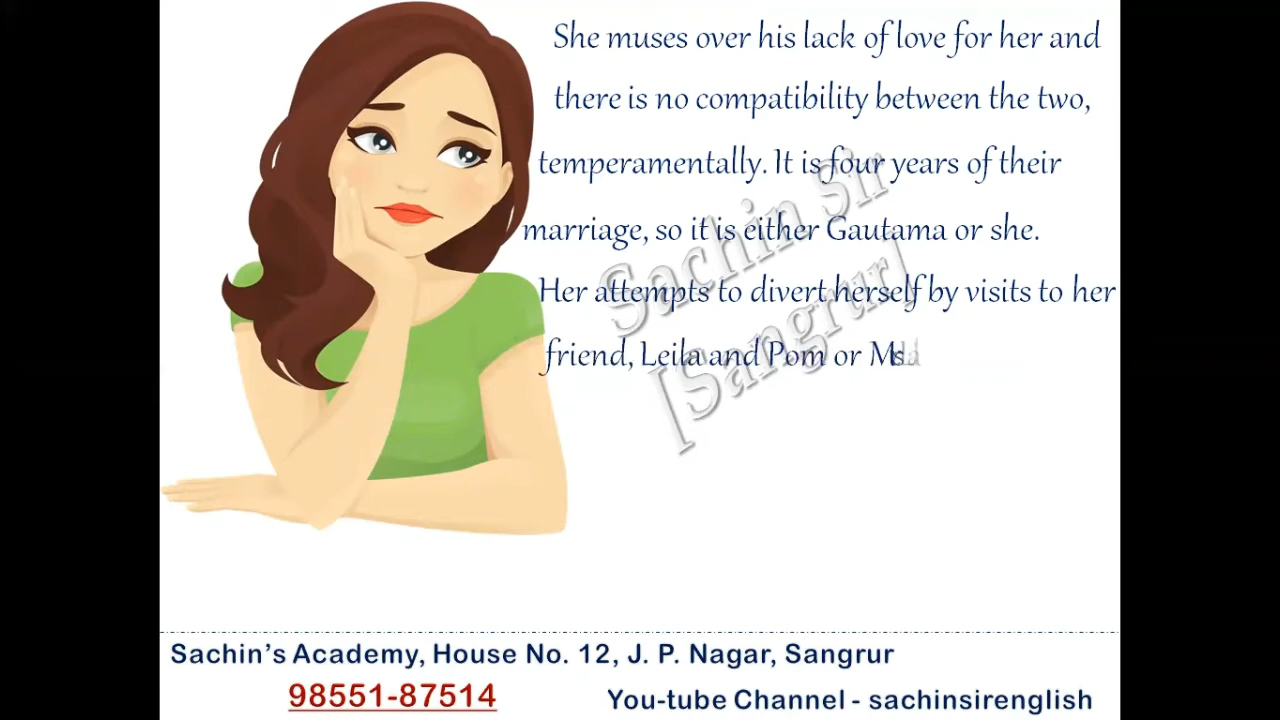 She muses over his lack of love for her and
there is no compatibility between the two,
temperamentally. It is four years of their
marriage, so it is either Gautama or she.
Her attempts to divert herself by visits to her
friend, Leila and Pom or
Sachin Sir
[Sangrur]
Sachin's Academy, House No. 12, J. P. Nagar, Sangrur
98551-87514
You-tube Channel - sachinsirenglish